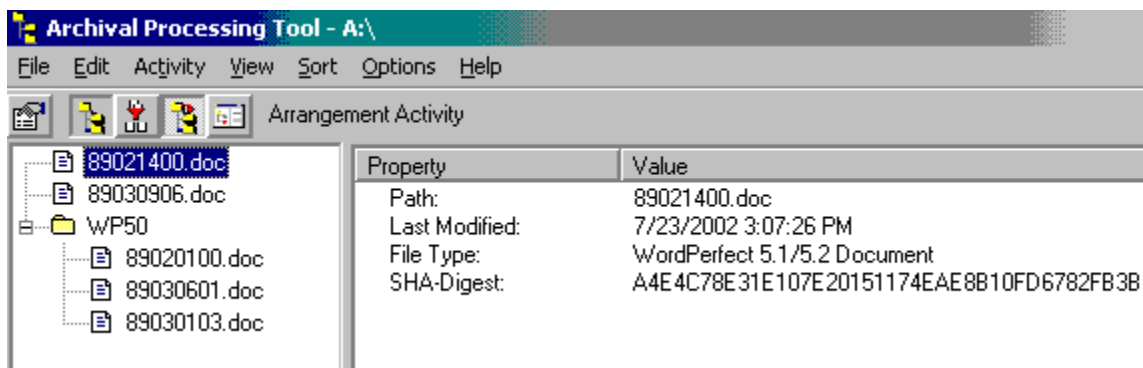 Archival Processing Tool - A:\
File Edit Activity View Sort Options Help
Arrangement Activity
89021400.doc
89030906.doc
WP50
89020100.doc
89030601.doc
89030103.doc
Property Value
Path: 89021400.doc
Last Modified: 7/23/2002 3:07:26 PM
File Type: WordPerfect 5.1/5.2 Document
SHA-Digest: A4E4C78E31E107E20151174EAE8B10FD6782FB3B